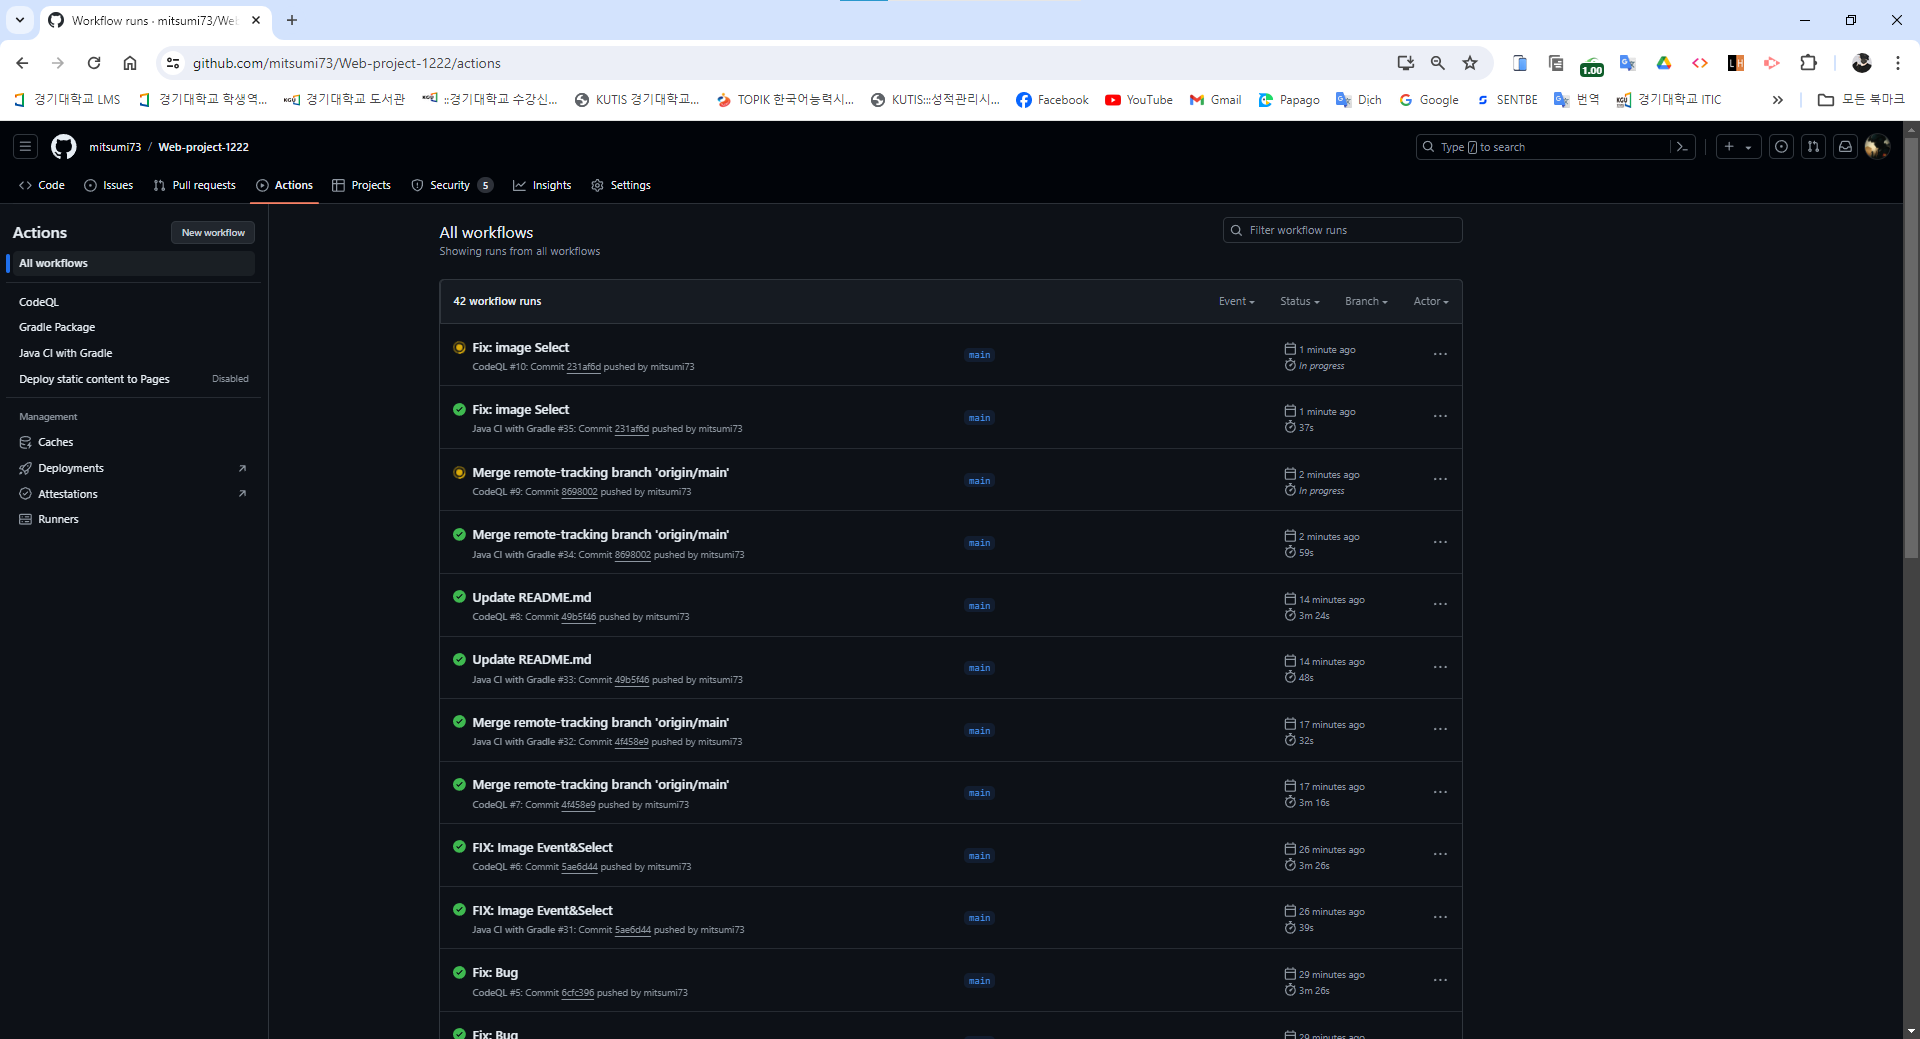 Workflow runs · mitsumi73/Web
github.com/mitsumi73/Web-project-1222/actions
1.00
경기대학교 LMS
경기대학교 학생역...
경기대학교 도서관
::경기대학교 수강신...
KUTIS 경기대학교...
TOPIK 한국어능력시...
KUTIS:::성적관리시...
Facebook
YouTube
Gmail
Papago
Dịch
Google
SENTBE
번역
경기대학교 ITIC
모든 북마크
mitsumi73 / Web-project-1222
Type / to search
Code
Issues
Pull requests
Actions
Projects
Security 5
Insights
Settings
Actions
New workflow
All workflows
CodeQL
Gradle Package
Java CI with Gradle
Deploy static content to Pages Disabled
Management
Caches
Deployments
Attestations
Runners
All workflows
Showing runs from all workflows
Filter workflow runs
42 workflow runs
Event
Status
Branch
Actor
Fix: image Select
CodeQL #10: Commit 231af6d pushed by mitsumi73
main
1 minute ago
In progress
Fix: image Select
Java CI with Gradle #35: Commit 231af6d pushed by mitsumi73
main
1 minute ago
37s
Merge remote-tracking branch 'origin/main'
CodeQL #9: Commit 8698002 pushed by mitsumi73
main
2 minutes ago
In progress
Merge remote-tracking branch 'origin/main'
Java CI with Gradle #34: Commit 8698002 pushed by mitsumi73
main
2 minutes ago
59s
Update README.md
CodeQL #8: Commit 49b5f46 pushed by mitsumi73
main
14 minutes ago
3m 24s
Update README.md
Java CI with Gradle #33: Commit 49b5f46 pushed by mitsumi73
main
14 minutes ago
48s
Merge remote-tracking branch 'origin/main'
Java CI with Gradle #32: Commit 4f458e9 pushed by mitsumi73
main
17 minutes ago
32s
Merge remote-tracking branch 'origin/main'
CodeQL #7: Commit 4f458e9 pushed by mitsumi73
main
17 minutes ago
3m 16s
FIX: Image Event&Select
CodeQL #6: Commit 5ae6d44 pushed by mitsumi73
main
26 minutes ago
3m 26s
FIX: Image Event&Select
Java CI with Gradle #31: Commit 5ae6d44 pushed by mitsumi73
main
26 minutes ago
39s
Fix: Bug
CodeQL #5: Commit 6cfc396 pushed by mitsumi73
main
29 minutes ago
3m 26s
Fix: Bug
29 minutes ago